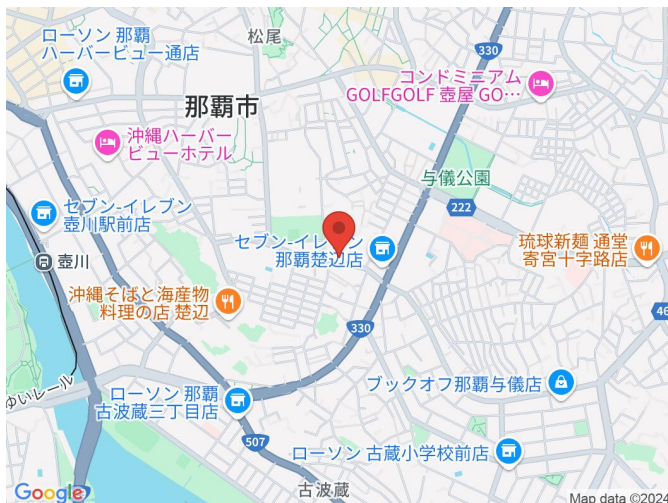 ローソン 那覇
ハーバービュー通店
松尾
330
コンドミニアム
GOLFGOLF 壺屋 GO…
那覇市
沖縄ハーバー
ビューホテル
与儀公園
222
セブン-イレブン
壺川駅前店
セブン-イレブン
那覇楚辺店
琉球新麺 通堂
寄宮十字路店
壺川
沖縄そばと海産物
料理の店 楚辺
46
330
ゆいレール
ローソン 那覇
古波蔵三丁目店
ブックオフ那覇与儀店
507
ローソン 古蔵小学校前店
古波蔵
Google
Map data ©2024